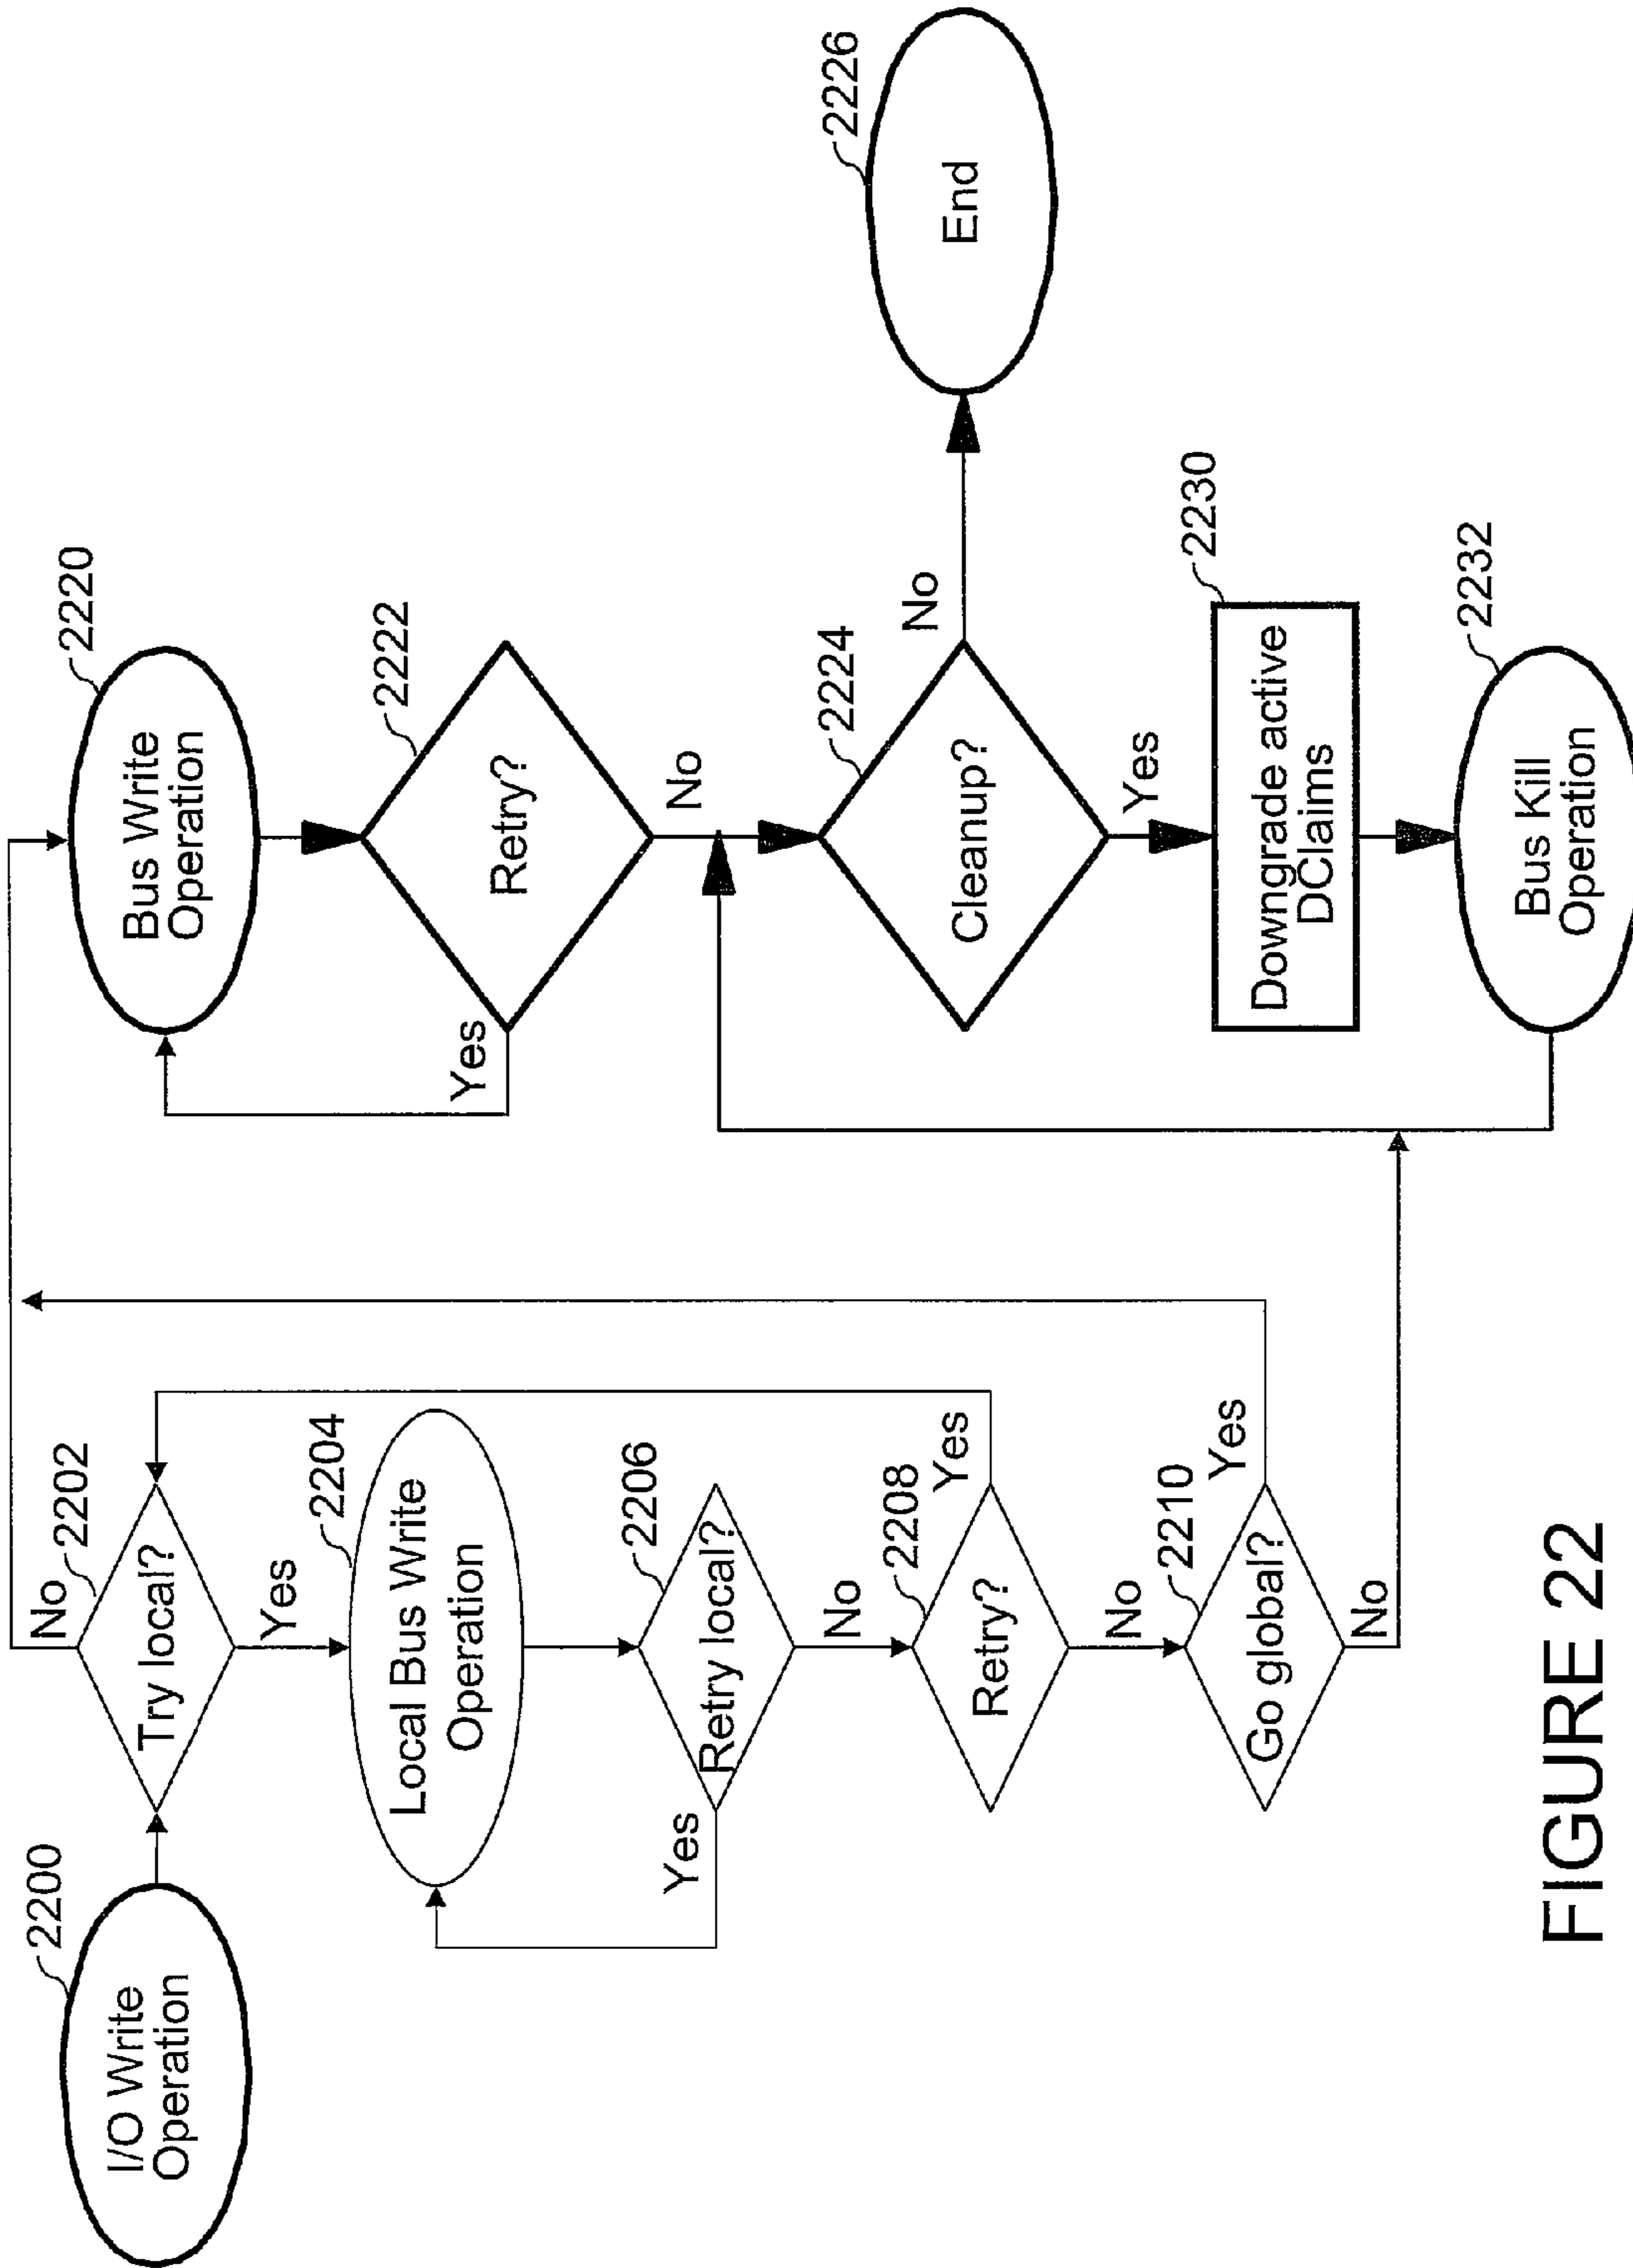 2200
I/O Write
Operation
No
2202
Try local?
Yes
2204
Local Bus Write
Operation
2206
Retry local?
Yes
No
2208
Retry?
Yes
No
2210
Go global?
Yes
No
2220
Bus Write
Operation
2222
Retry?
Yes
No
2224
Cleanup?
No
Yes
2226
End
2230
Downgrade active
DClaims
2232
Bus Kill
Operation
FIGURE 22